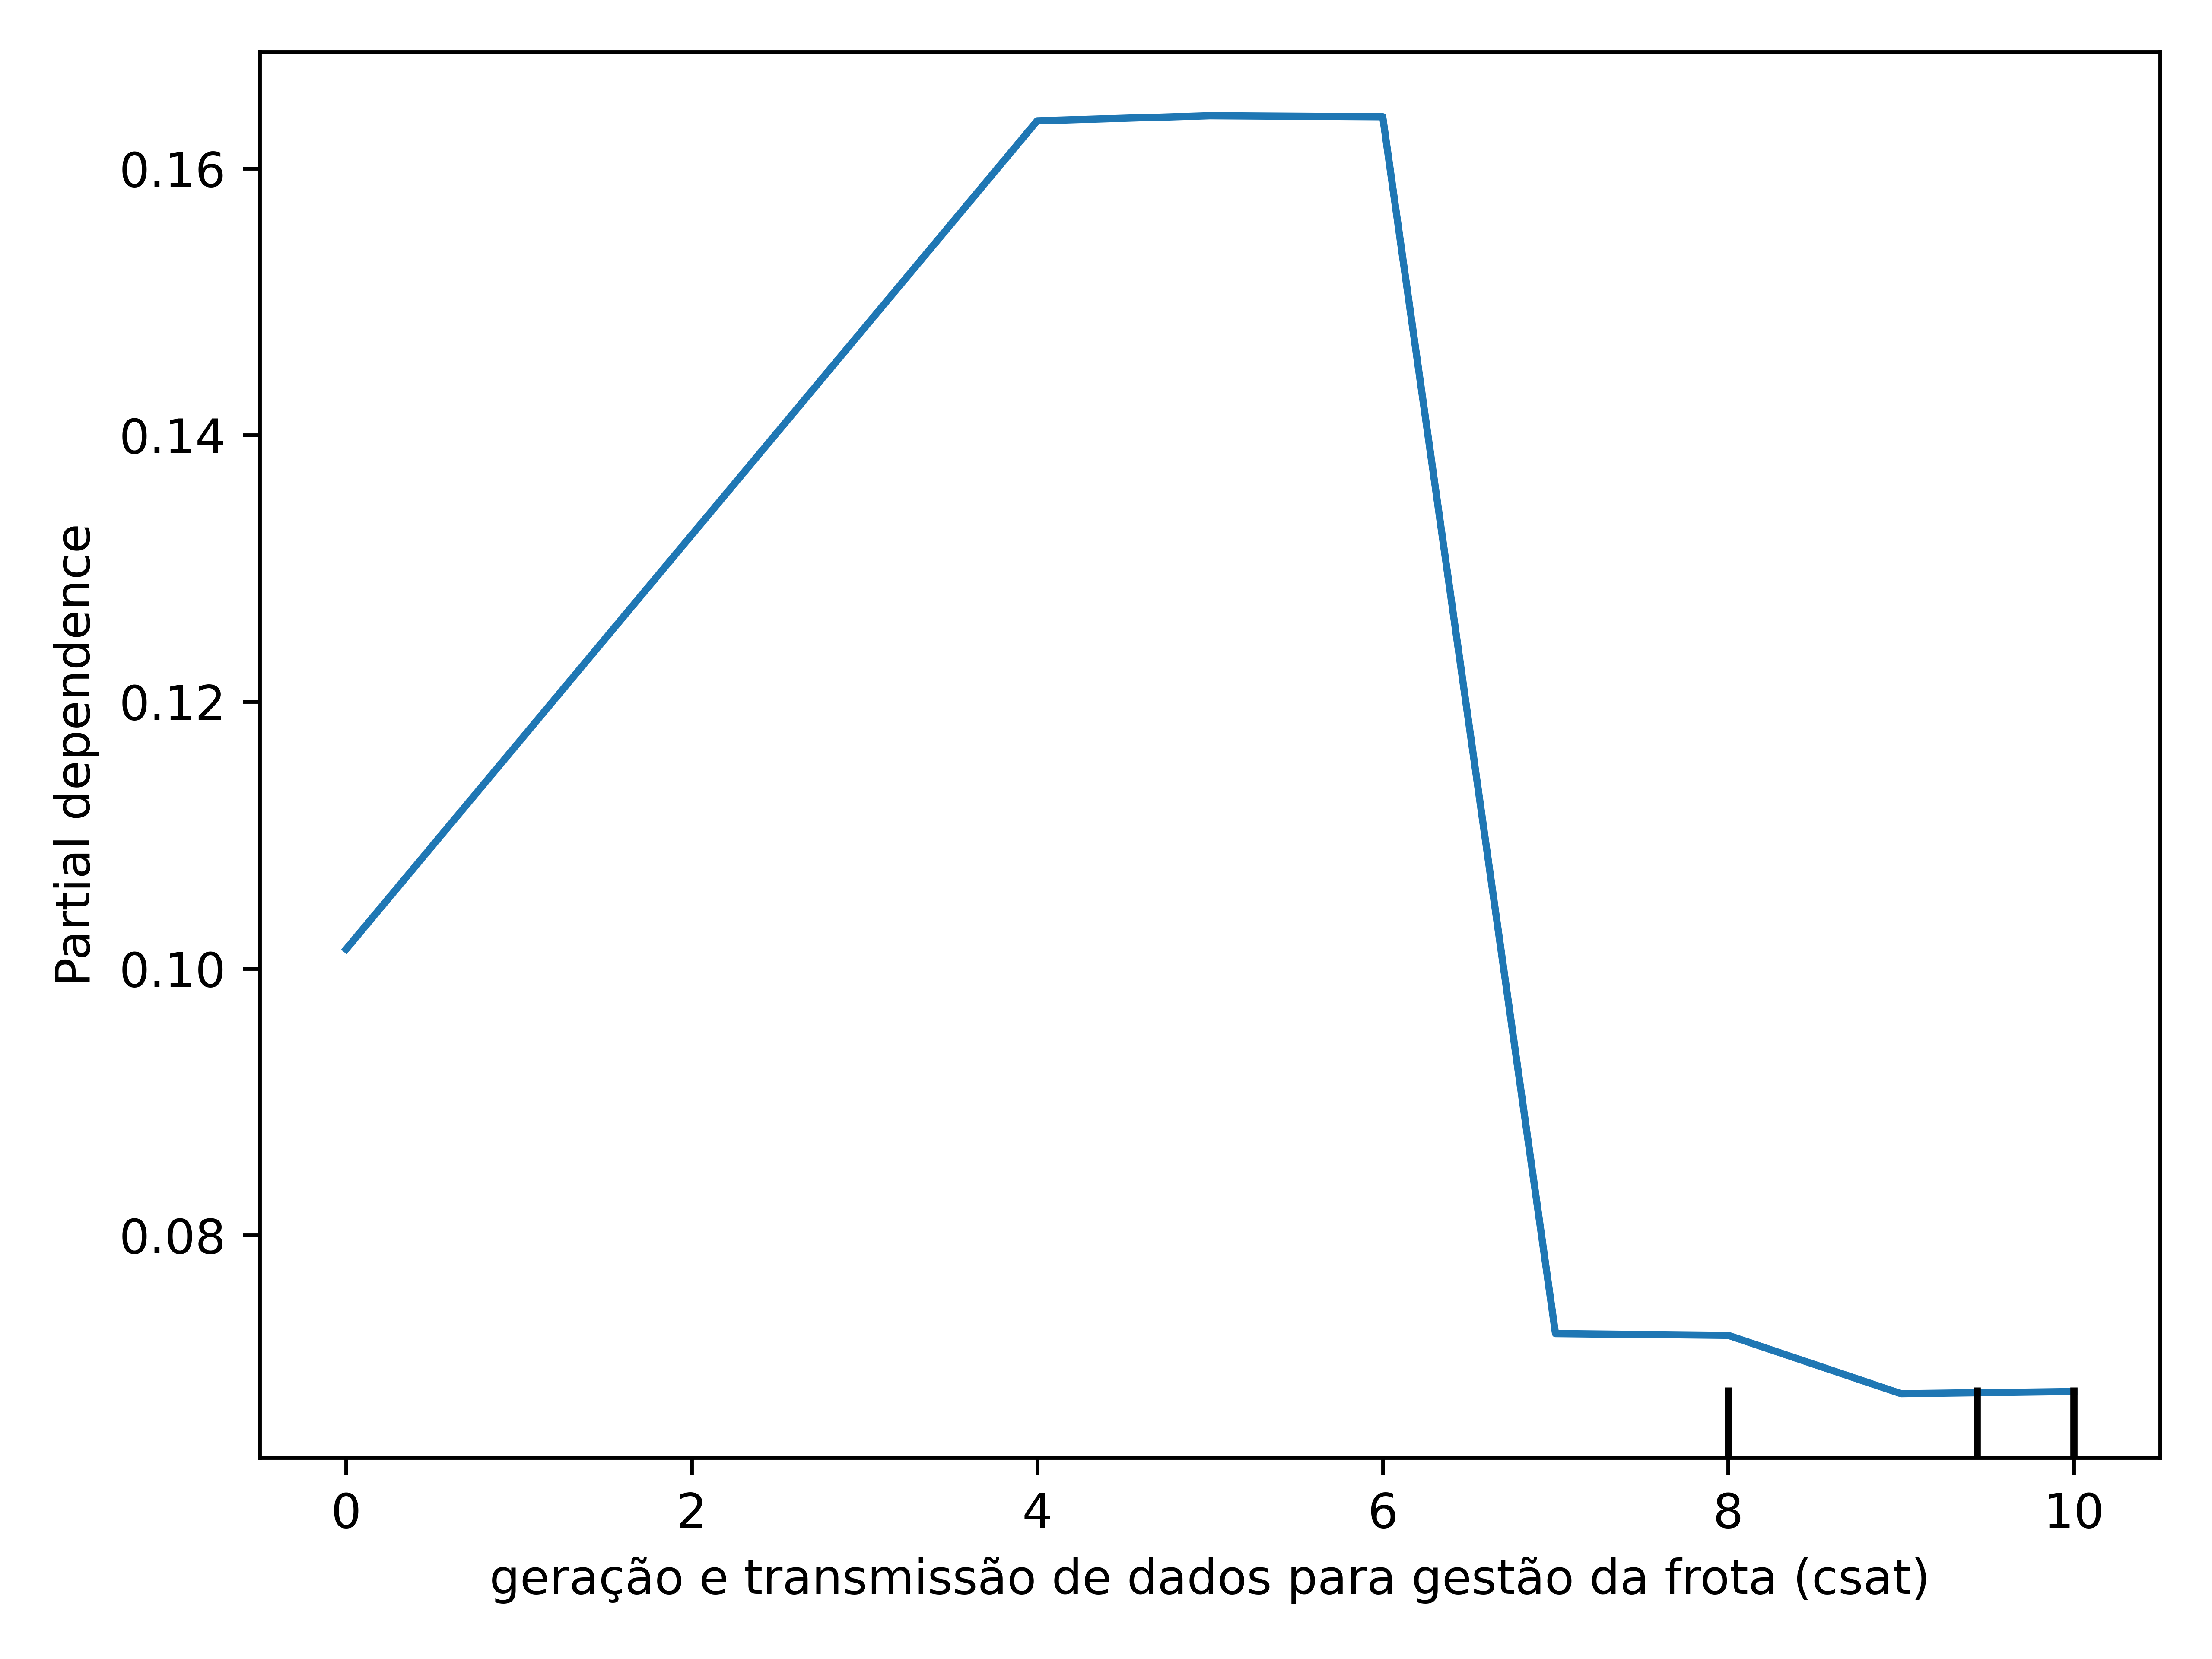 Partial dependence
0.16
0.14
0.12
0.10
0.08
0 2 4 6 8 10
geração e transmissão de dados para gestão da frota (csat)